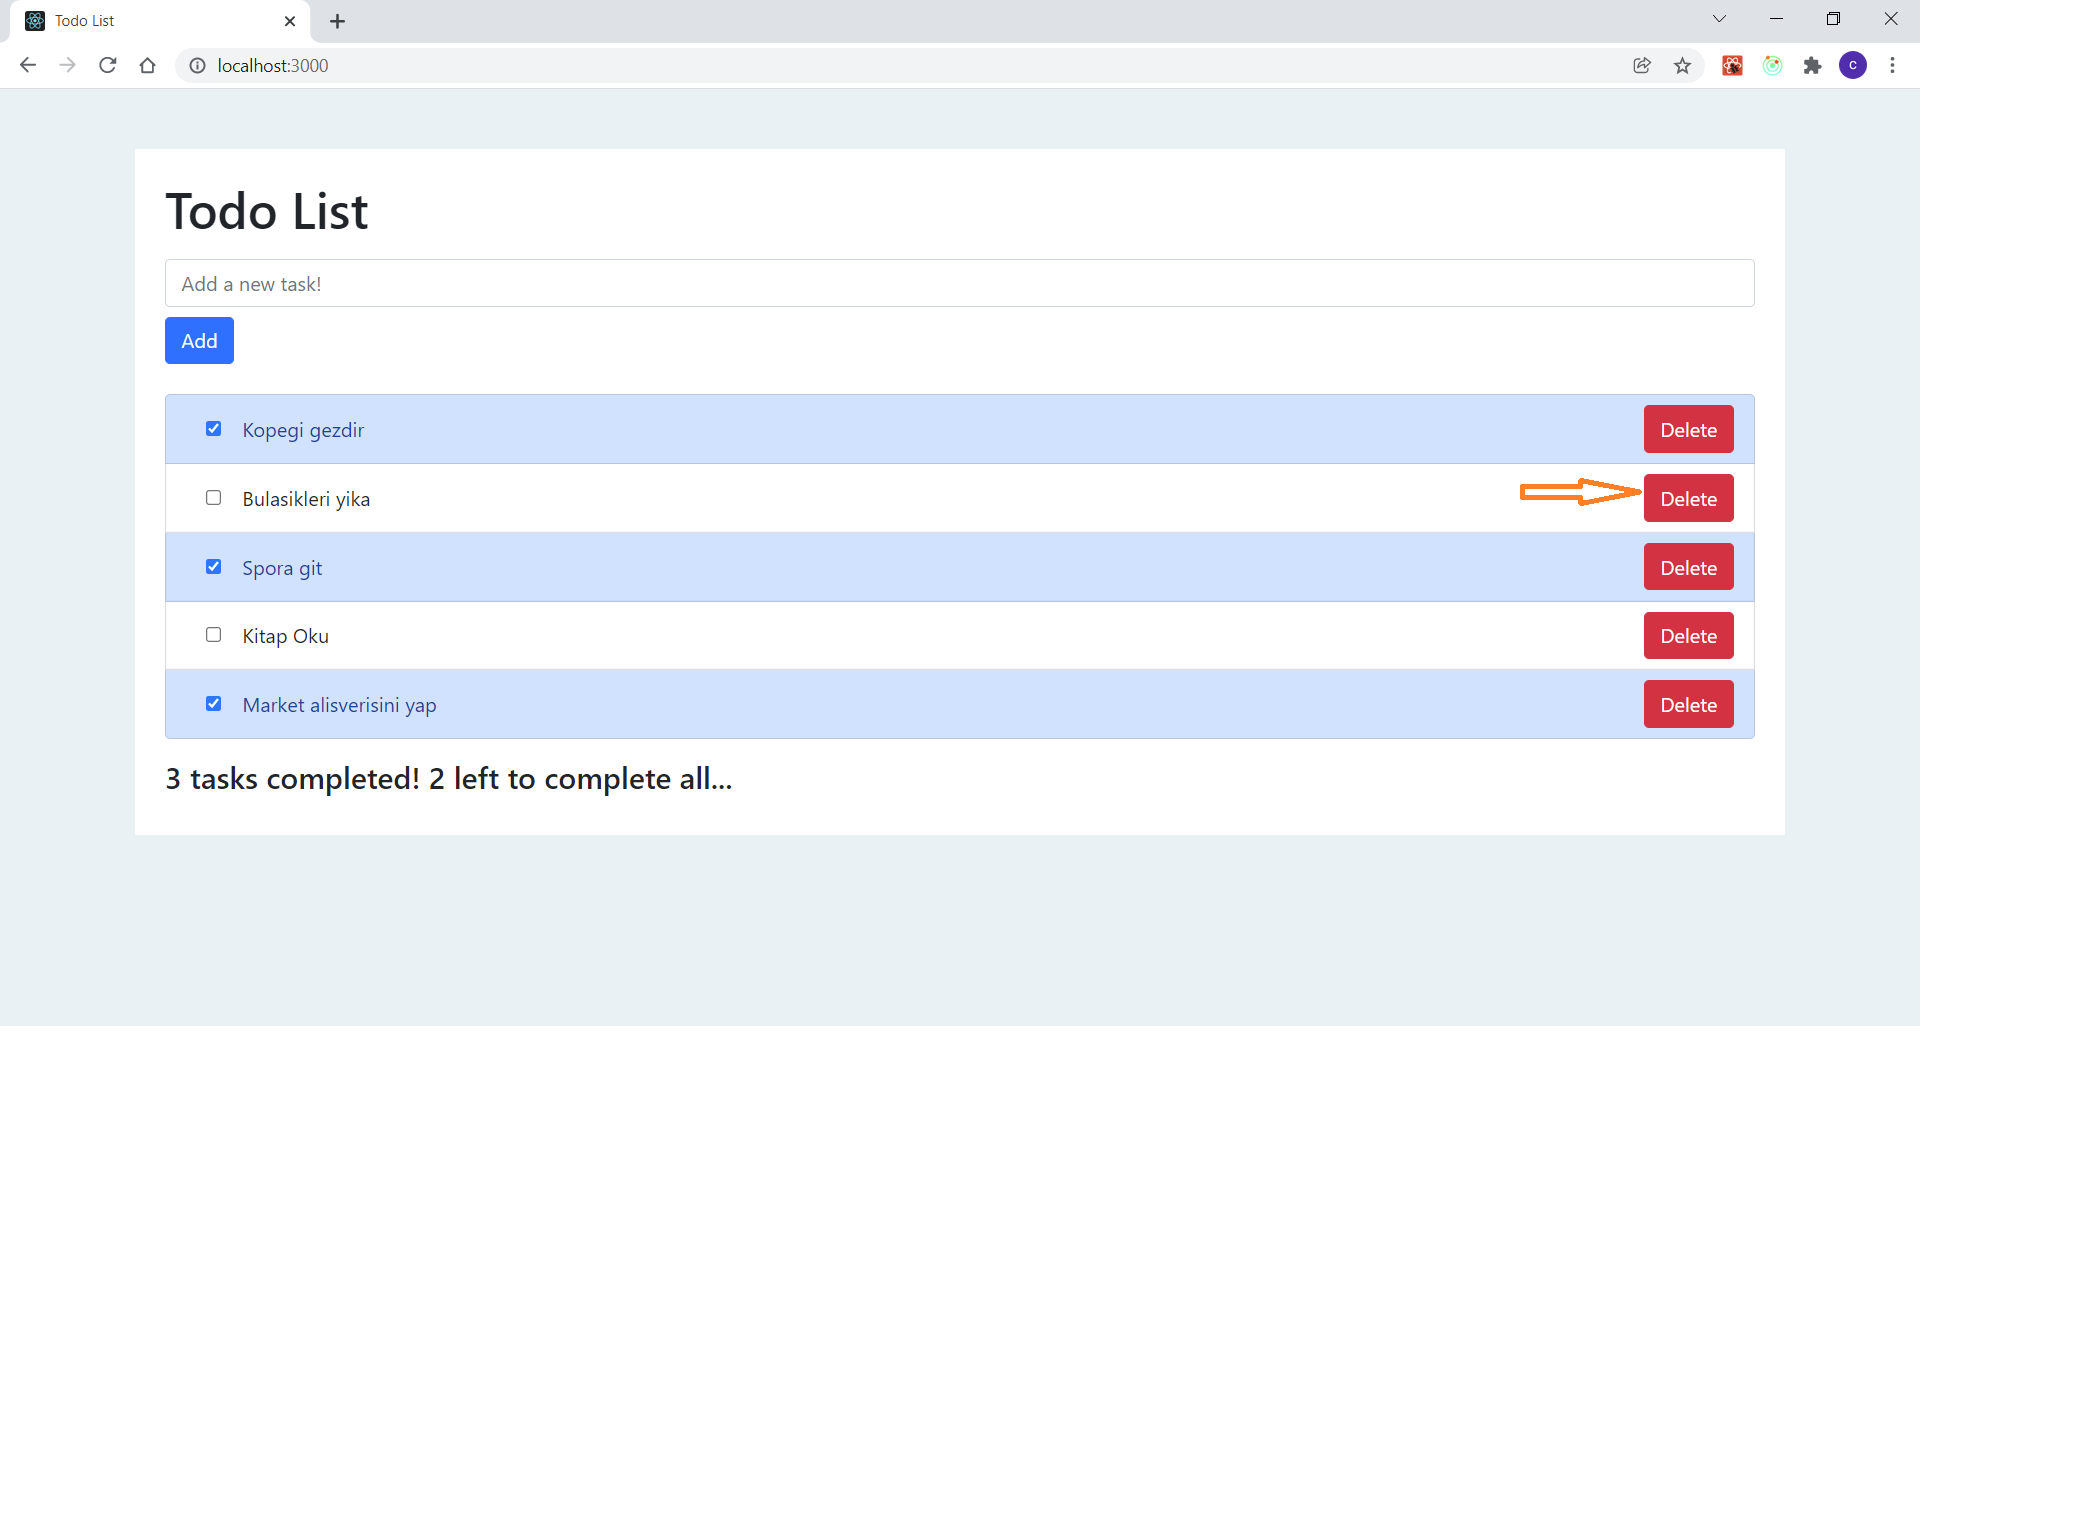 Todo List
localhost:3000
C
Todo List
Add a new task!
Add
Kopegi gezdir Delete
Bulasikleri yika Delete
Spora git Delete
Kitap Oku Delete
Market alisverisini yap Delete
3 tasks completed! 2 left to complete all...